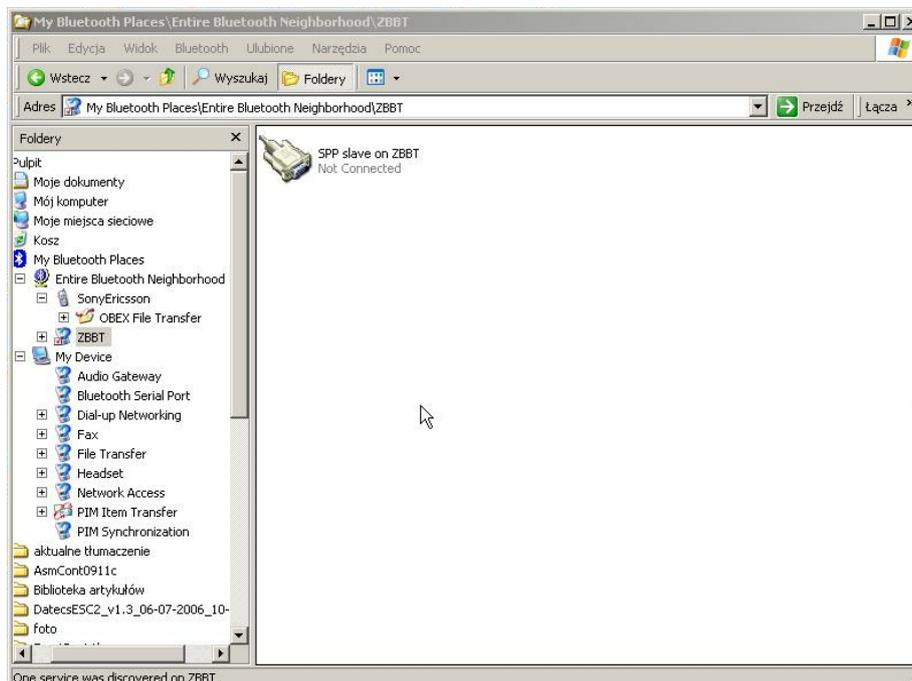 My Bluetooth Places\Entire Bluetooth Neighborhood\ZBBT
Plik Edycja Widok Bluetooth Ulubione Narzędzia Pomoc
Wstecz Wyszukaj Foldery
Adres My Bluetooth Places\Entire Bluetooth Neighborhood\ZBBT Przejdź Łącza
Foldery
Pulpit
Moje dokumenty
Mój komputer
Moje miejsca sieciowe
Kosz
My Bluetooth Places
Entire Bluetooth Neighborhood
SonyEricsson
OBEX File Transfer
ZBBT
My Device
Audio Gateway
Bluetooth Serial Port
Dial-up Networking
Fax
File Transfer
Headset
Network Access
PIM Item Transfer
PIM Synchronization
aktualne tłumaczenie
AsmCont0911c
Biblioteka artykułów
DatecsESC2_v1.3_06-07-2006_10-
foto
SPP slave on ZBBT
Not Connected
One service was discovered on ZBBT